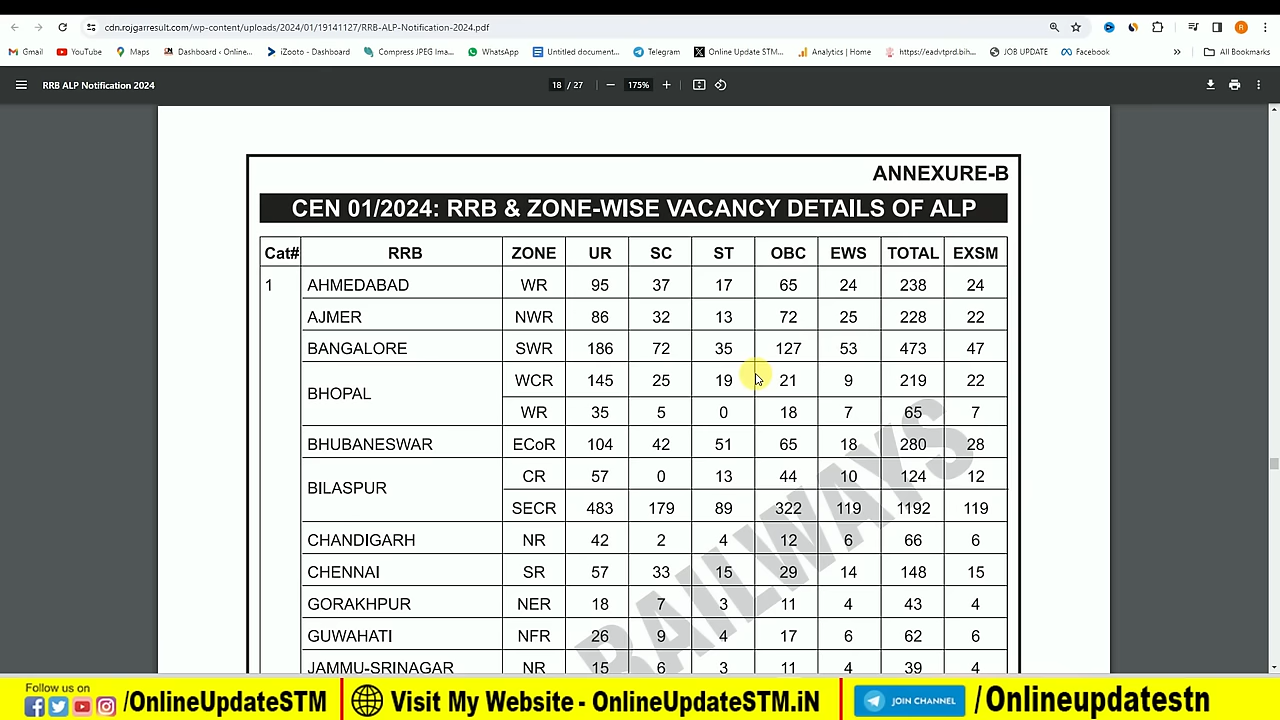 cdn.rojgarresult.com/wp-content/uploads/2024/01/19141127/RRB-ALP-Notification-2024.pdf
Gmail YouTube Maps Dashboard ‹ Online... iZooto - Dashboard Compress JPEG Ima... WhatsApp Untitled document... Telegram Online Update STM... Analytics | Home https://eadvtprd.bih... JOB UPDATE Facebook » All Bookmarks
RRB ALP Notification 2024 18 / 27 — 175% +
ANNEXURE-B
CEN 01/2024: RRB & ZONE-WISE VACANCY DETAILS OF ALP
Cat# RRB ZONE UR SC ST OBC EWS TOTAL EXSM
1 AHMEDABAD WR 95 37 17 65 24 238 24
AJMER NWR 86 32 13 72 25 228 22
BANGALORE SWR 186 72 35 127 53 473 47
BHOPAL WCR 145 25 19 21 9 219 22
WR 35 5 0 18 7 65 7
BHUBANESWAR ECoR 104 42 51 65 18 280 28
BILASPUR CR 57 0 13 44 10 124 12
SECR 483 179 89 322 119 1192 119
CHANDIGARH NR 42 2 4 12 6 66 6
CHENNAI SR 57 33 15 29 14 148 15
GORAKHPUR NER 18 7 3 11 4 43 4
GUWAHATI NFR 26 9 4 17 6 62 6
JAMMU-SRINAGAR NR 15 6 3 11 4 39 4
RAILWAYS
Follow us on
/OnlineUpdateSTM Visit My Website - OnlineUpdateSTM.iN JOIN CHANNEL /Onlineupdatestn